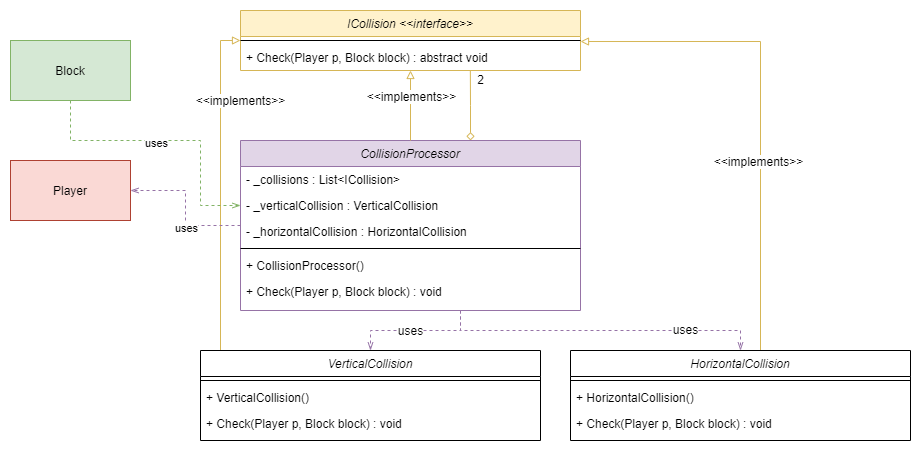 ICollision <<interface>>
+ Check(Player p, Block block) : abstract void
2
Block
<<implements>>
<<implements>>
uses
CollisionProcessor
- _collisions : List<ICollision>
- _verticalCollision : VerticalCollision
- _horizontalCollision : HorizontalCollision
+ CollisionProcessor()
+ Check(Player p, Block block) : void
<<implements>>
Player
uses
uses
uses
VerticalCollision
+ VerticalCollision()
+ Check(Player p, Block block) : void
HorizontalCollision
+ HorizontalCollision()
+ Check(Player p, Block block) : void